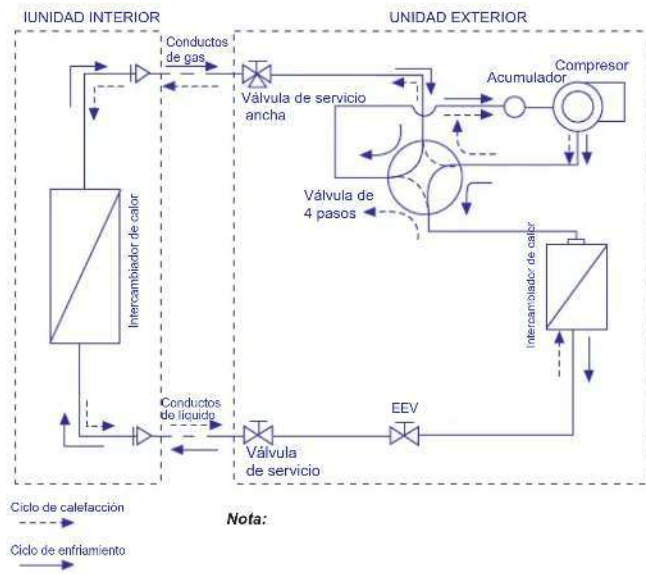 IUNIDAD INTERIOR
UNIDAD EXTERIOR
Conductos
de gas
Válvula de servicio
ancha
Acumulador
Compresor
Válvula de
4 pasos
Intercambiador de calor
Intercambiador de calor
Conductos
de líquido
Válvula
de servicio
EEV
Ciclo de calefacción
Nota:
Ciclo de enfriamiento